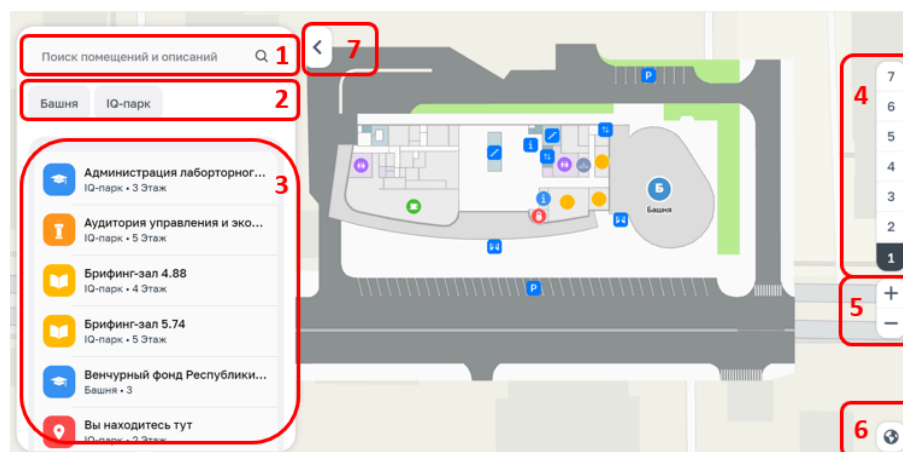 Поиск помещений и описаний
1
7
Башня
IQ-парк
2
3
Администрация лаборторног...
IQ-парк • 3 Этаж
Аудитория управления и эко...
IQ-парк • 5 Этаж
Брифинг-зал 4.88
IQ-парк • 4 Этаж
Брифинг-зал 5.74
IQ-парк • 5 Этаж
Венчурный фонд Республики...
Башня • 3
Вы находитесь тут
IQ-парк • 2 Этаж
P
i
i
Б
Башня
P
4
7
6
5
4
3
2
1
5
+
−
6